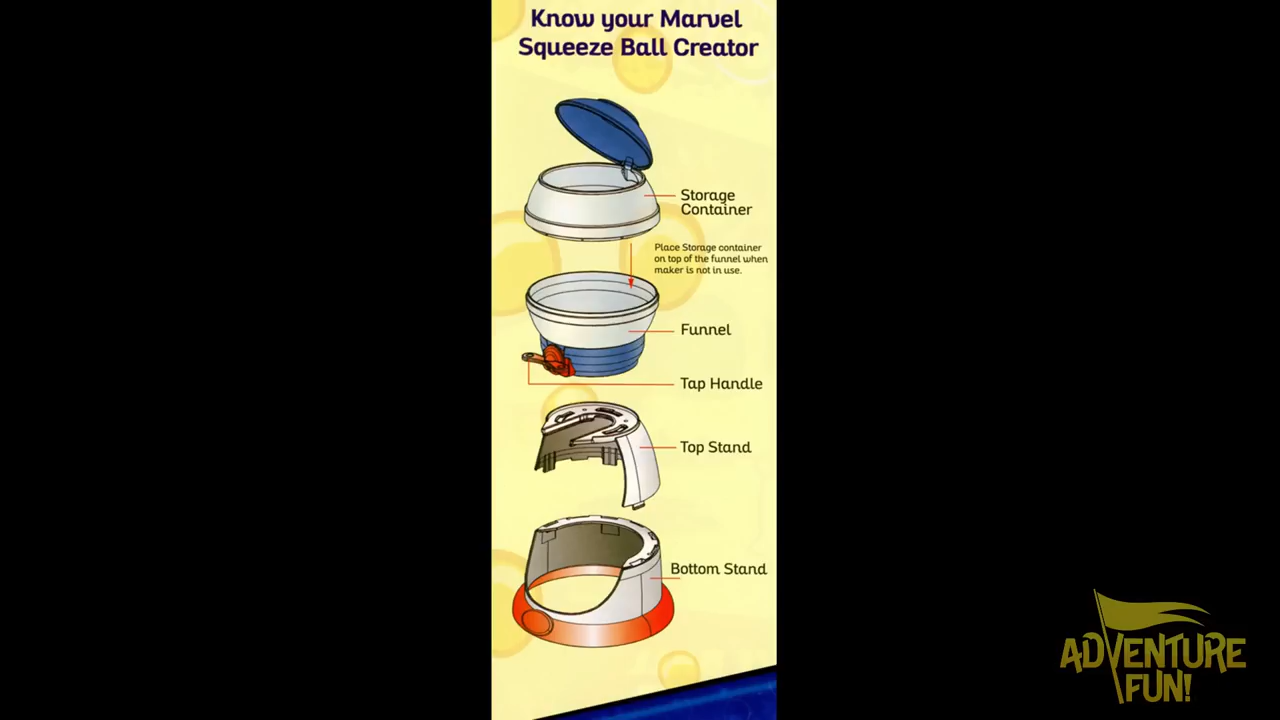 Know your Marvel
Squeeze Ball Creator
Storage
Container
Place Storage container
on top of the funnel when
maker is not in use.
Funnel
Tap Handle
Top Stand
Bottom Stand
ADVENTURE
FUN!